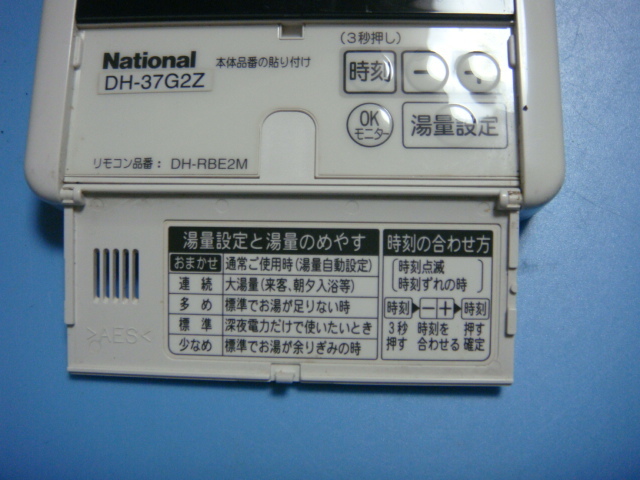 National
本体品番の貼り付け
DH-37G2Z
(3秒押し)
時刻 － ＋
OK
モニター
湯量設定
リモコン品番： DH-RBE2M
湯量設定と湯量のめやす
おまかせ 通常ご使用時(湯量自動設定)
連続 大湯量(来客、朝夕入浴等)
多め 標準でお湯が足りない時
標準 深夜電力だけで使いたいとき
少なめ 標準でお湯が余りぎみの時
時刻の合わせ方
時刻点滅
時刻ずれの時
時刻▶－＋▶時刻
3秒 時刻を 押す
押す 合わせる 確定
>AES<